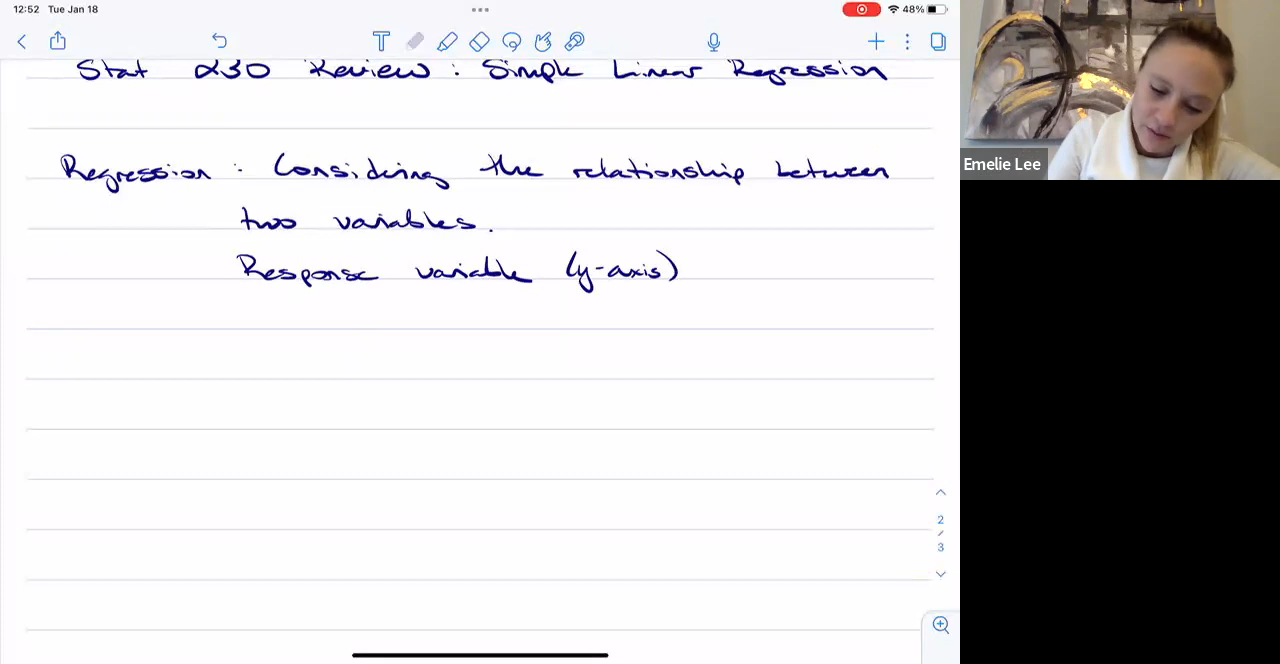 12:52 Tue Jan 18
48%
Stat 230 Review : Simple Linear Regression
Regression : Considering the relationship between
two variables.
Response variable (y-axis)
Emelie Lee
2
3